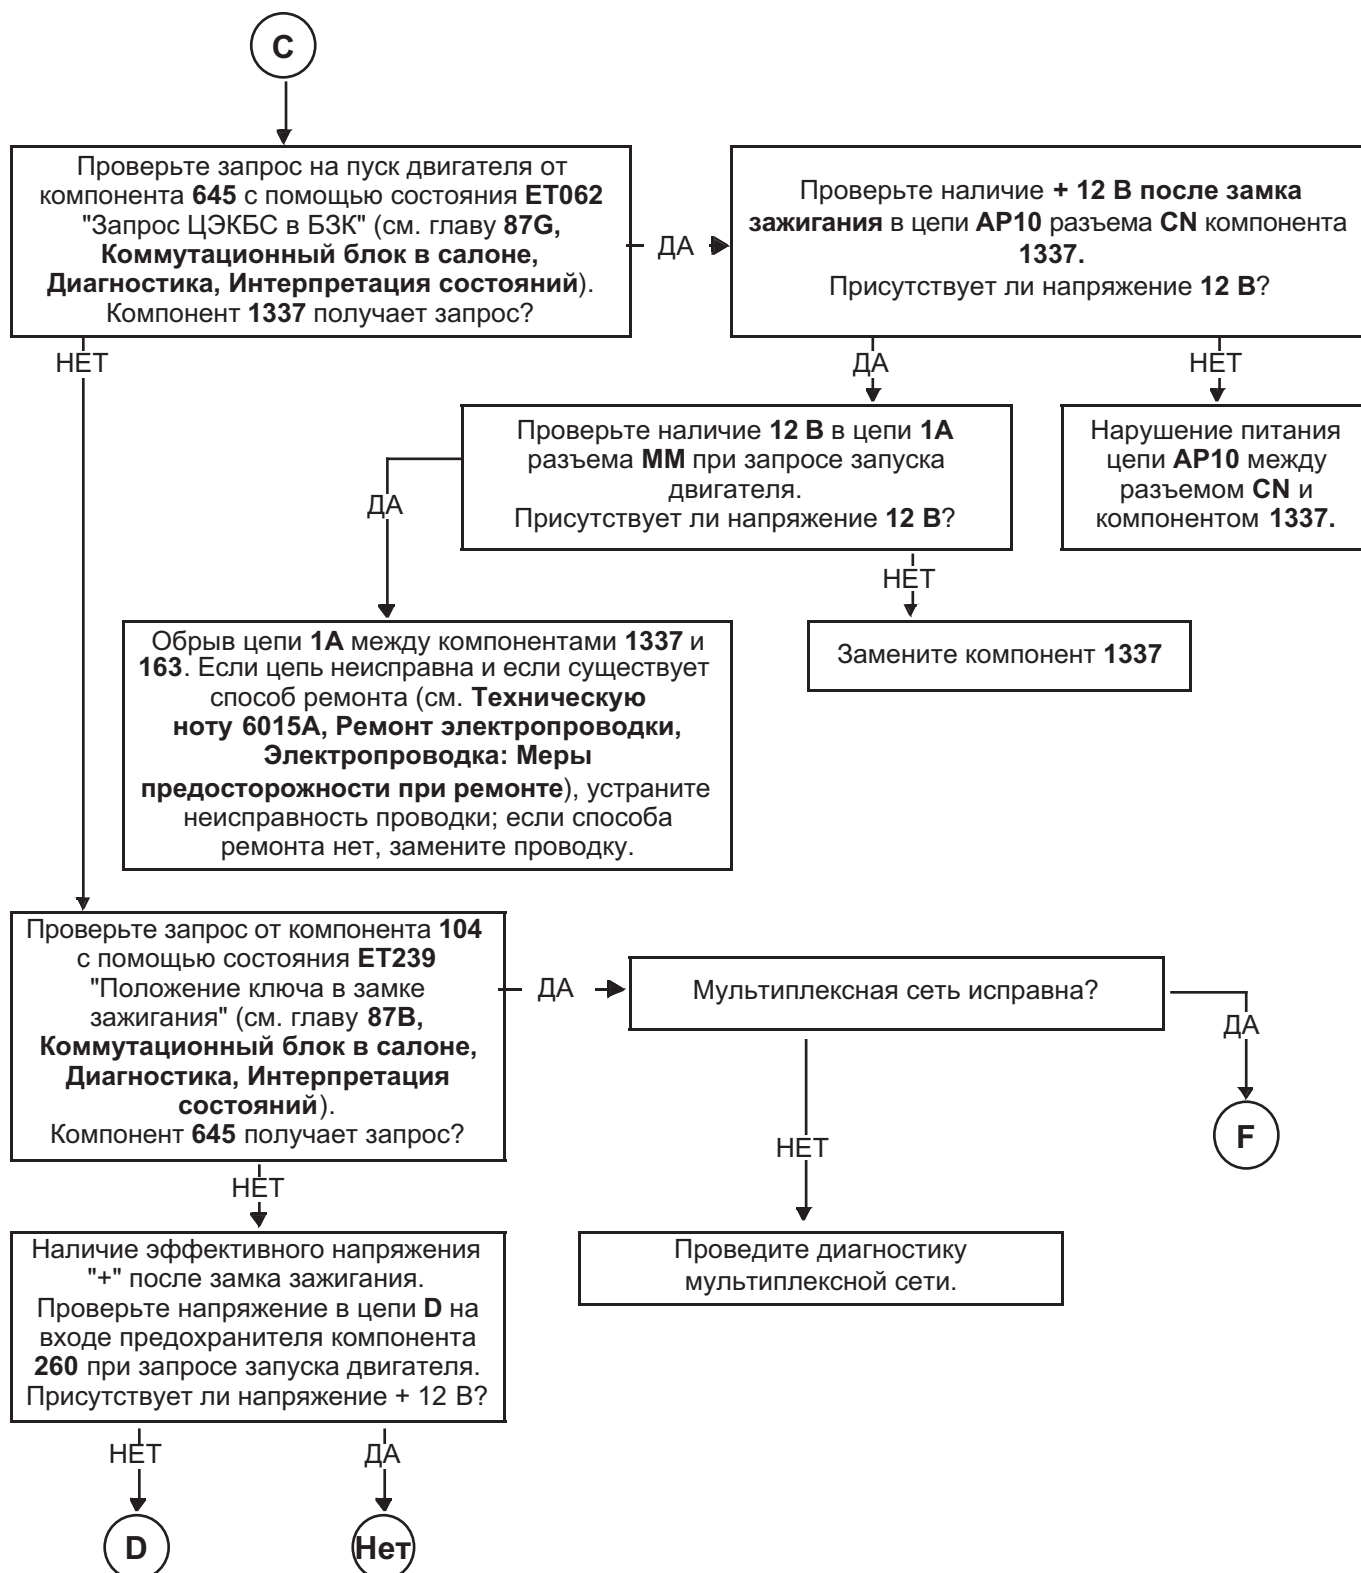 C
Проверьте запрос на пуск двигателя от
компонента 645 с помощью состояния ET062
"Запрос ЦЭКБС в БЗК" (см. главу 87G,
Коммутационный блок в салоне,
Диагностика, Интерпретация состояний).
Компонент 1337 получает запрос?
ДА
Проверьте наличие + 12 В после замка
зажигания в цепи AP10 разъема CN компонента
1337.
Присутствует ли напряжение 12 В?
НЕТ
ДА
НЕТ
Проверьте наличие 12 В в цепи 1A
разъема MM при запросе запуска
двигателя.
Присутствует ли напряжение 12 В?
Нарушение питания
цепи AP10 между
разъемом CN и
компонентом 1337.
ДА
НЕТ
Обрыв цепи 1A между компонентами 1337 и
163. Если цепь неисправна и если существует
способ ремонта (см. Техническую
ноту 6015A, Ремонт электропроводки,
Электропроводка: Меры
предосторожности при ремонте), устраните
неисправность проводки; если способа
ремонта нет, замените проводку.
Замените компонент 1337
Проверьте запрос от компонента 104
с помощью состояния ET239
"Положение ключа в замке
зажигания" (см. главу 87B,
Коммутационный блок в салоне,
Диагностика, Интерпретация
состояний).
Компонент 645 получает запрос?
ДА
Мультиплексная сеть исправна?
ДА
F
НЕТ
НЕТ
Наличие эффективного напряжения
"+" после замка зажигания.
Проверьте напряжение в цепи D на
входе предохранителя компонента
260 при запросе запуска двигателя.
Присутствует ли напряжение + 12 В?
Проведите диагностику
мультиплексной сети.
НЕТ
ДА
D
Нет